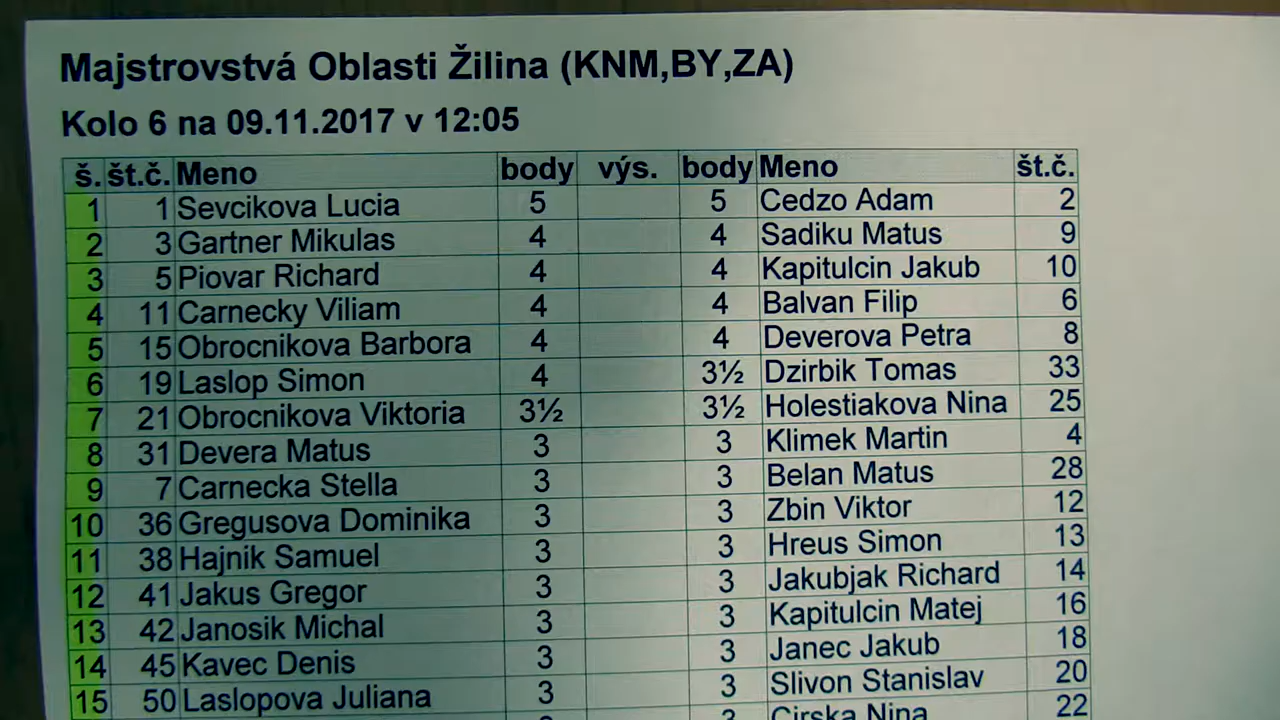 Majstrovstvá Oblasti Žilina (KNM,BY,ZA)
Kolo 6 na 09.11.2017 v 12:05
š. št.č. Meno body výs. body Meno št.č.
1 1 Sevcikova Lucia 5 5 Cedzo Adam 2
2 3 Gartner Mikulas 4 4 Sadiku Matus 9
3 5 Piovar Richard 4 4 Kapitulcin Jakub 10
4 11 Carnecky Viliam 4 4 Balvan Filip 6
5 15 Obrocnikova Barbora 4 4 Deverova Petra 8
6 19 Laslop Simon 4 3½ Dzirbik Tomas 33
7 21 Obrocnikova Viktoria 3½ 3½ Holestiakova Nina 25
8 31 Devera Matus 3 3 Klimek Martin 4
9 7 Carnecka Stella 3 3 Belan Matus 28
10 36 Gregusova Dominika 3 3 Zbin Viktor 12
11 38 Hajnik Samuel 3 3 Hreus Simon 13
12 41 Jakus Gregor 3 3 Jakubjak Richard 14
13 42 Janosik Michal 3 3 Kapitulcin Matej 16
14 45 Kavec Denis 3 3 Janec Jakub 18
15 50 Laslopova Juliana 3 3 Slivon Stanislav 20
Cirska Nina 22